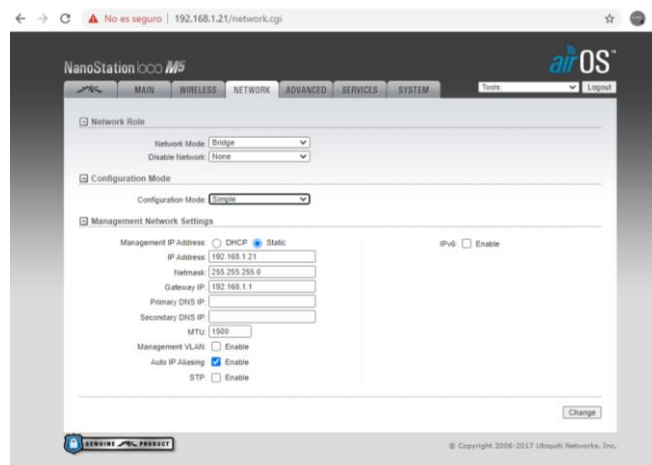 No es seguro | 192.168.1.21/network.cgi
NanoStation loco M5
airOS™
MAIN WIRELESS NETWORK ADVANCED SERVICES SYSTEM Tools: Logout
Network Role
Network Mode: Bridge
Disable Network: None
Configuration Mode
Configuration Mode: Simple
Management Network Settings
Management IP Address: DHCP Static IPv6: Enable
IP Address: 192.168.1.21
Netmask: 255.255.255.0
Gateway IP: 192.168.1.1
Primary DNS IP:
Secondary DNS IP:
MTU: 1500
Management VLAN: Enable
Auto IP Aliasing: Enable
STP: Enable
Change
GENUINE PRODUCT
© Copyright 2006-2017 Ubiquiti Networks, Inc.